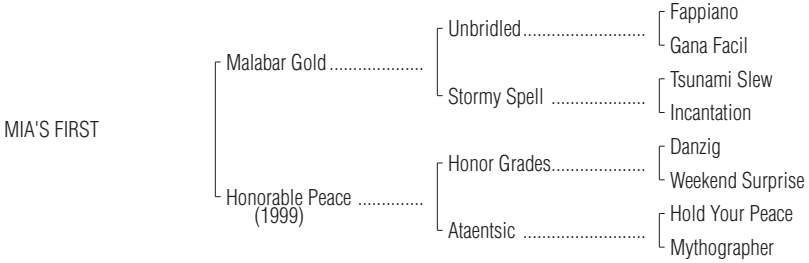 Fappiano
Unbridled..........................
Gana Facil
Malabar Gold ....................
Tsunami Slew
Stormy Spell ....................
Incantation
MIA'S FIRST
Danzig
Honor Grades....................
Weekend Surprise
Honorable Peace ..............
(1999)
Hold Your Peace
Ataentsic ..........................
Mythographer